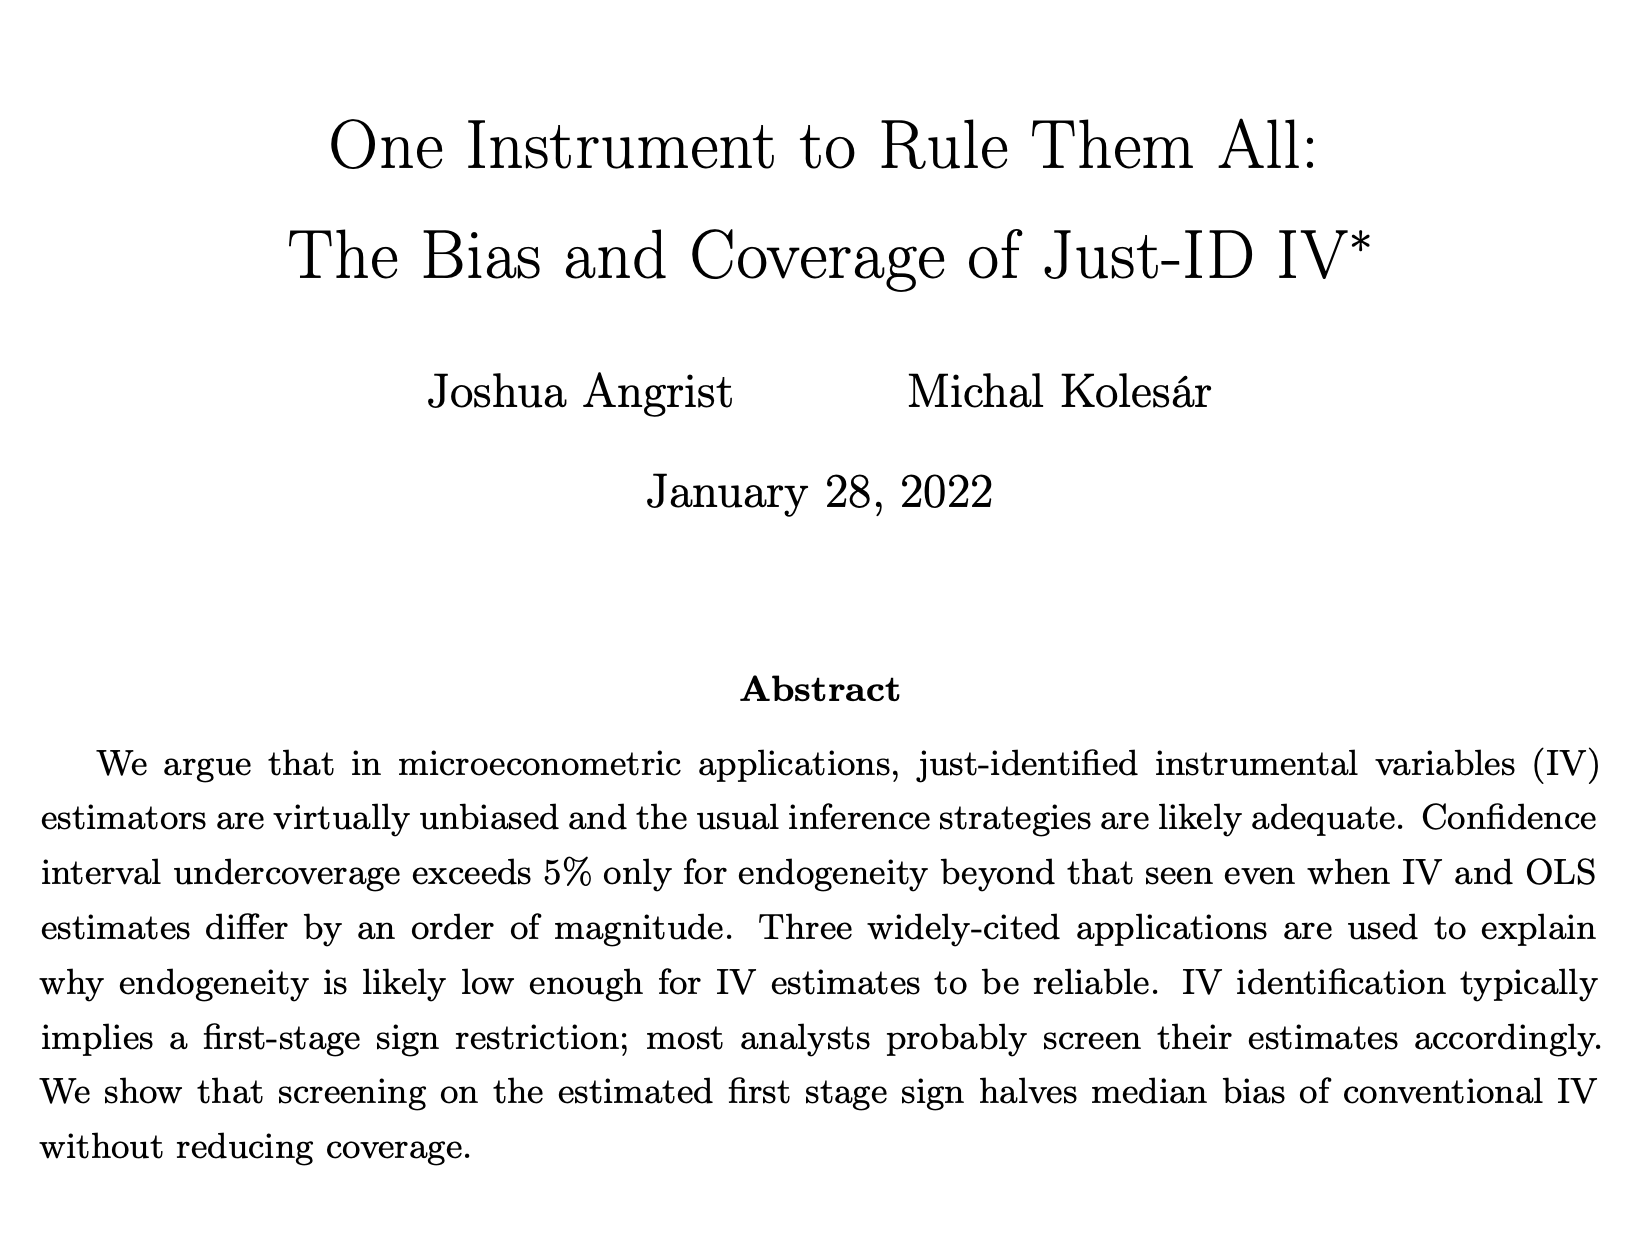 One Instrument to Rule Them All:
The Bias and Coverage of Just-ID IV*
Joshua Angrist Michal Kolesár
January 28, 2022
Abstract
We argue that in microeconometric applications, just-identified instrumental variables (IV)
estimators are virtually unbiased and the usual inference strategies are likely adequate. Confidence
interval undercoverage exceeds 5% only for endogeneity beyond that seen even when IV and OLS
estimates differ by an order of magnitude. Three widely-cited applications are used to explain
why endogeneity is likely low enough for IV estimates to be reliable. IV identification typically
implies a first-stage sign restriction; most analysts probably screen their estimates accordingly.
We show that screening on the estimated first stage sign halves median bias of conventional IV
without reducing coverage.